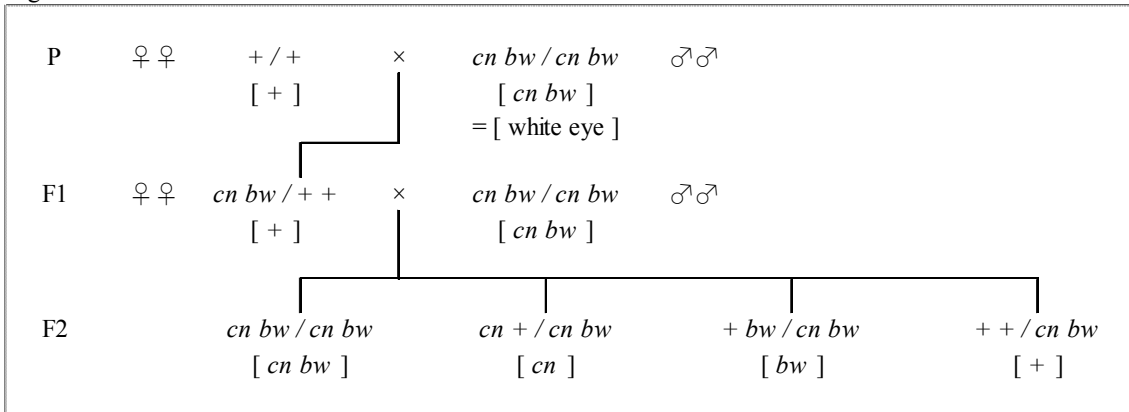 P ♀♀ + / + × cn bw / cn bw ♂♂
[ + ] [ cn bw ]
= [ white eye ]
F1 ♀♀ cn bw / + + × cn bw / cn bw ♂♂
[ + ] [ cn bw ]
F2 cn bw / cn bw cn + / cn bw + bw / cn bw + + / cn bw
[ cn bw ] [ cn ] [ bw ] [ + ]